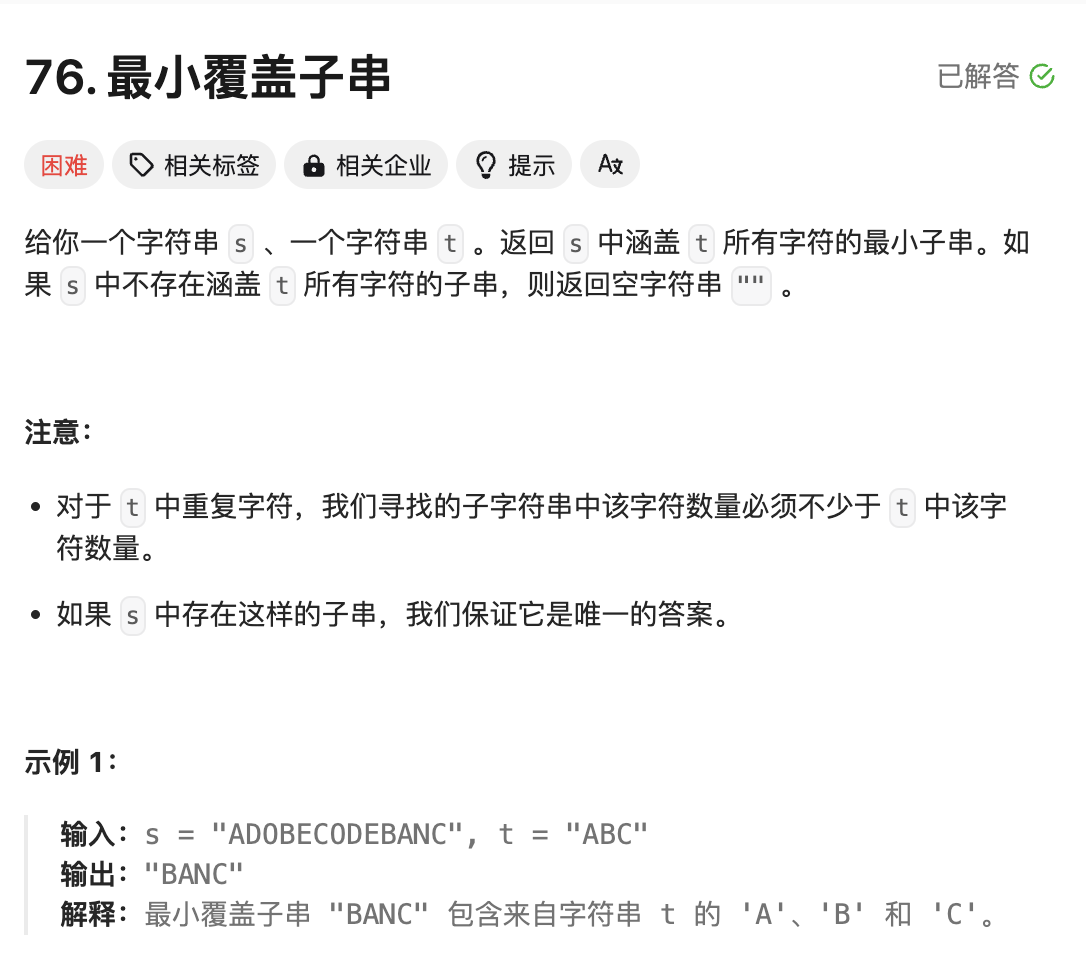 76. 最小覆盖子串
已解答
困难 相关标签 相关企业 提示 Ax
给你一个字符串 s 、一个字符串 t 。返回 s 中涵盖 t 所有字符的最小子串。如
果 s 中不存在涵盖 t 所有字符的子串，则返回空字符串 "" 。
注意：
对于 t 中重复字符，我们寻找的子字符串中该字符数量必须不少于 t 中该字
符数量。
如果 s 中存在这样的子串，我们保证它是唯一的答案。
示例 1：
输入：s = "ADOBECODEBANC", t = "ABC"
输出："BANC"
解释：最小覆盖子串 "BANC" 包含来自字符串 t 的 'A'、'B' 和 'C'。